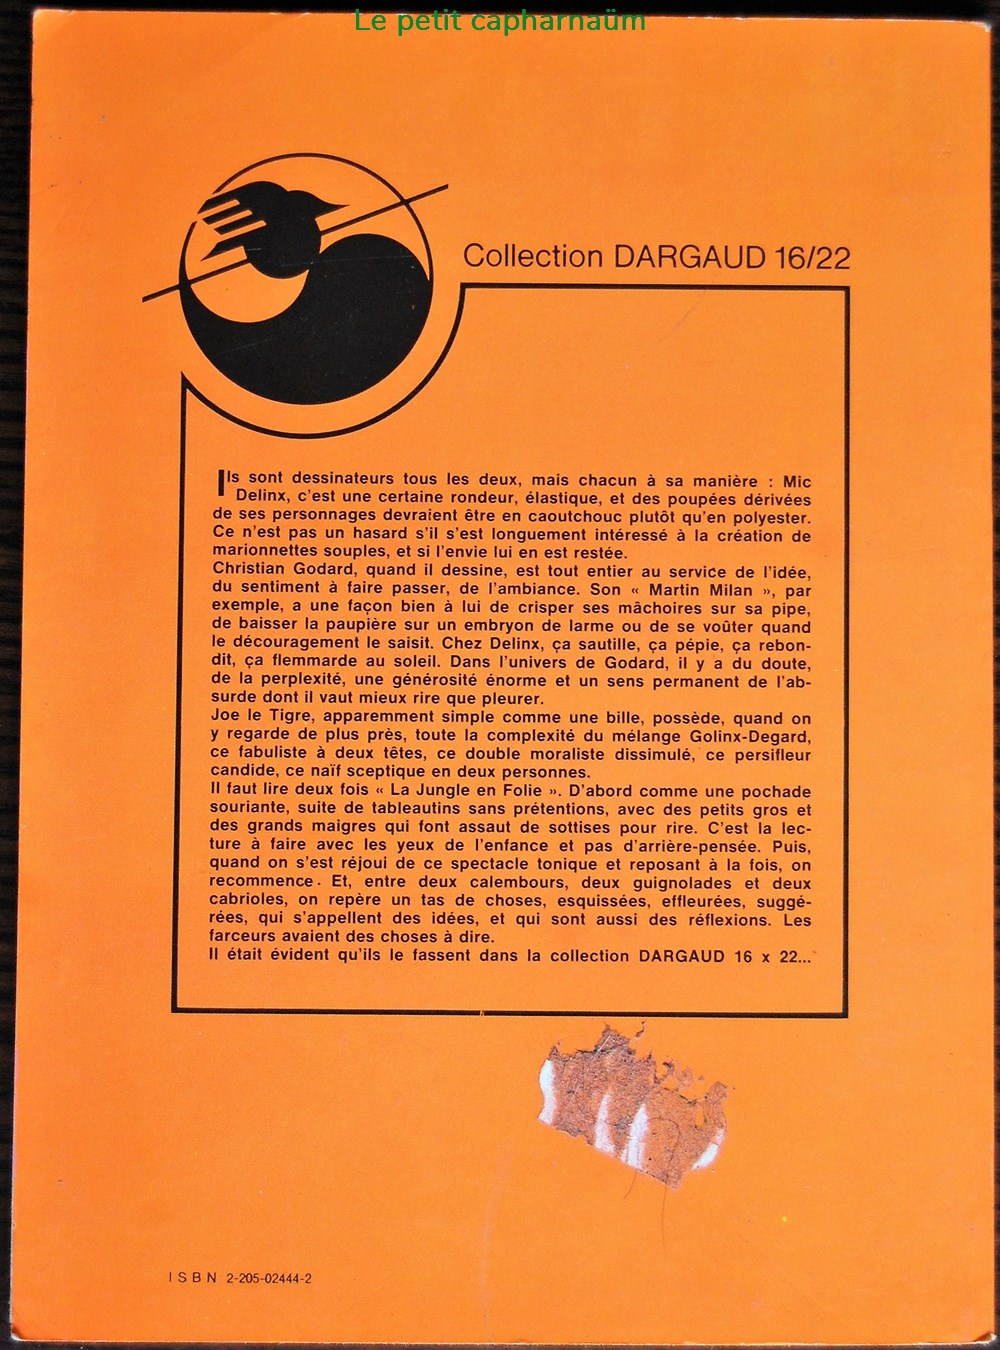 Le petit capharnaüm
Collection DARGAUD 16/22
Ils sont dessinateurs tous les deux, mais chacun à sa manière : Mic
Delinx, c'est une certaine rondeur, élastique, et des poupées dérivées
de ses personnages devraient être en caoutchouc plutôt qu'en polyester.
Ce n'est pas un hasard s'il s'est longuement intéressé à la création de
marionnettes souples, et si l'envie lui en est restée.
Christian Godard, quand il dessine, est tout entier au service de l'idée,
du sentiment à faire passer, de l'ambiance. Son « Martin Milan », par
exemple, a une façon bien à lui de crisper ses mâchoires sur sa pipe,
de baisser la paupière sur un embryon de larme ou de se voûter quand
le découragement le saisit. Chez Delinx, ça sautille, ça pépie, ça rebon-
dit, ça flemmarde au soleil. Dans l'univers de Godard, il y a du doute,
de la perplexité, une générosité énorme et un sens permanent de l'ab-
surde dont il vaut mieux rire que pleurer.
Joe le Tigre, apparemment simple comme une bille, possède, quand on
y regarde de plus près, toute la complexité du mélange Golinx-Degard,
ce fabuliste à deux têtes, ce double moraliste dissimulé, ce persifleur
candide, ce naïf sceptique en deux personnes.
Il faut lire deux fois « La Jungle en Folie ». D'abord comme une pochade
souriante, suite de tableautins sans prétentions, avec des petits gros et
des grands maigres qui font assaut de sottises pour rire. C'est la lec-
ture à faire avec les yeux de l'enfance et pas d'arrière-pensée. Puis,
quand on s'est réjoui de ce spectacle tonique et reposant à la fois, on
recommence. Et, entre deux calembours, deux guignolades et deux
cabrioles, on repère un tas de choses, esquissées, effleurées, suggé-
rées, qui s'appellent des idées, et qui sont aussi des réflexions. Les
farceurs avaient des choses à dire.
Il était évident qu'ils le fassent dans la collection DARGAUD 16 x 22...
ISBN 2-205-02444-2